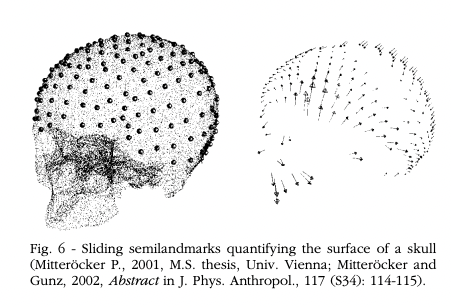 Fig. 6 - Sliding semilandmarks quantifying the surface of a skull
(Mitteröcker P., 2001, M.S. thesis, Univ. Vienna; Mitteröcker and
Gunz, 2002, Abstract in J. Phys. Anthropol., 117 (S34): 114-115).